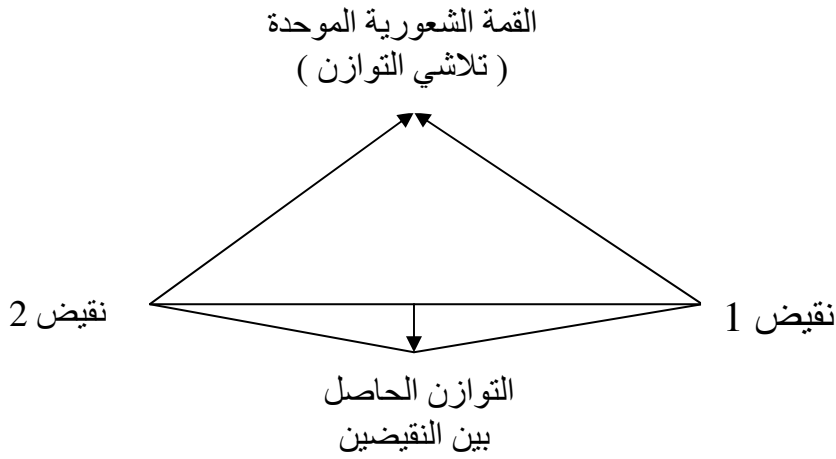 القمة الشعورية الموحدة
( تلاشي التوازن )
نقيض 1
نقيض 2
التوازن الحاصل
بين النقيضين